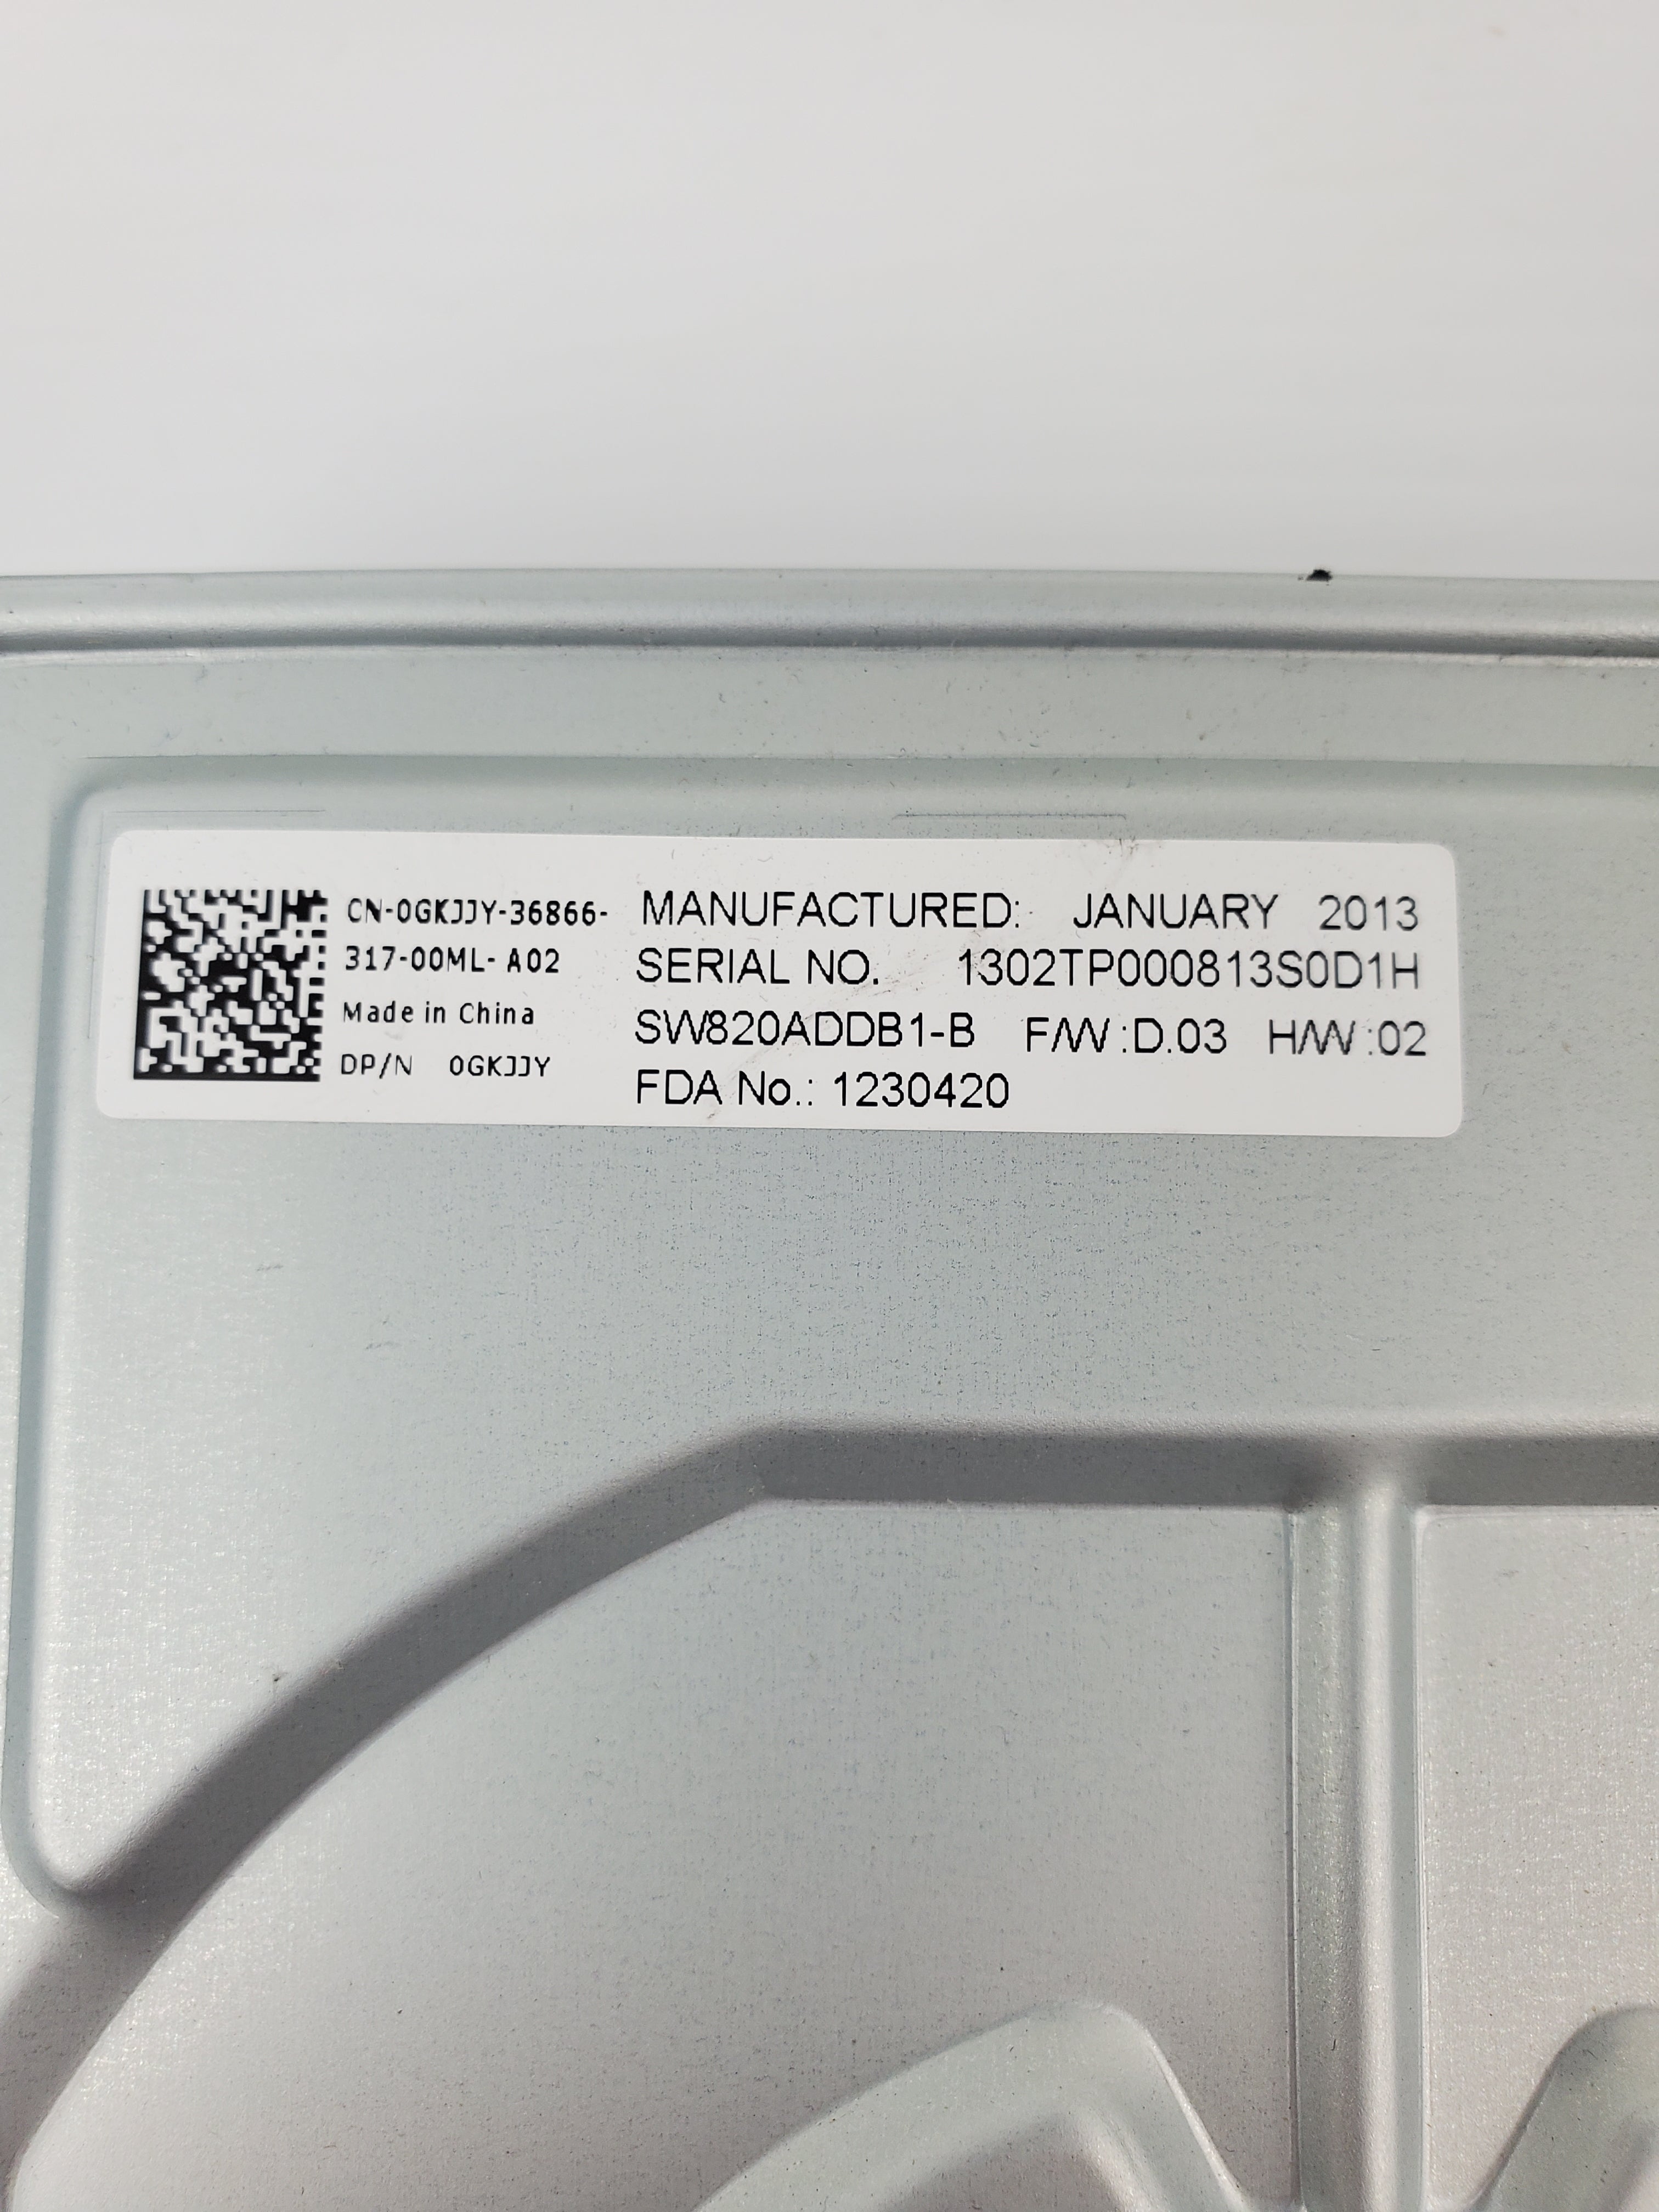 CN-0GKJJY-36866-
317-00ML-A02
Made in China
DP/N 0GKJJY
MANUFACTURED: JANUARY 2013
SERIAL NO. 1302TP000813S0D1H
SW820ADDB1-B F/W:D.03 H/W:02
FDA No.: 1230420